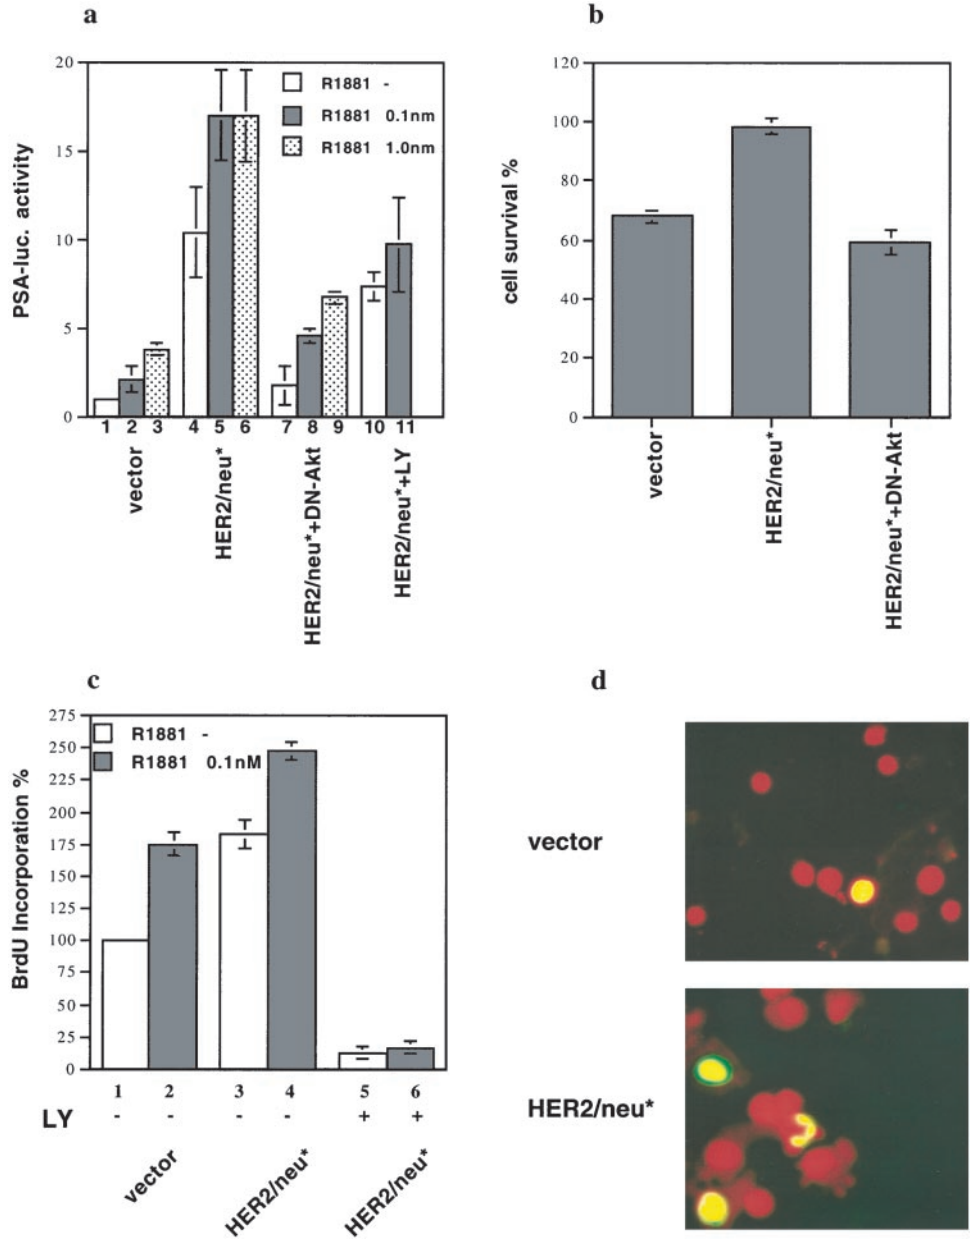 a
PSA-luc. activity
20
15
10
5
0
R1881 -
R1881 0.1nm
R1881 1.0nm
1 2 3 4 5 6 7 8 9 10 11
vector
HER2/neu*
HER2/neu*+DN-Akt
HER2/neu*+LY
b
cell survival %
120
100
80
60
40
20
0
vector
HER2/neu*
HER2/neu*+DN-Akt
c
BrdU Incorporation %
275
250
225
200
175
150
125
100
75
50
25
0
R1881 -
R1881 0.1nM
1 2 3 4 5 6
LY - - - - + +
vector
HER2/neu*
HER2/neu*
d
vector
HER2/neu*